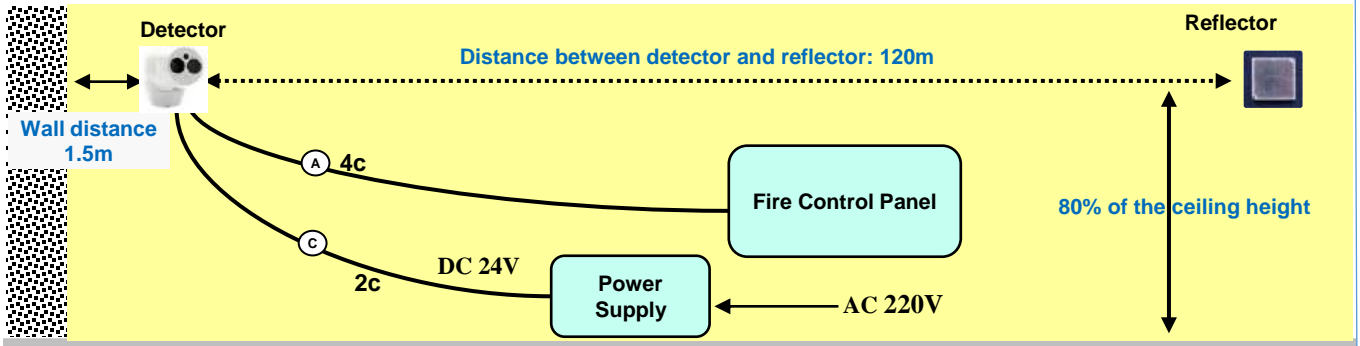 Detector
Reflector
Distance between detector and reflector: 120m
Wall distance
1.5m
A
4c
Fire Control Panel
80% of the ceiling height
C
2c
DC 24V
Power
Supply
AC 220V